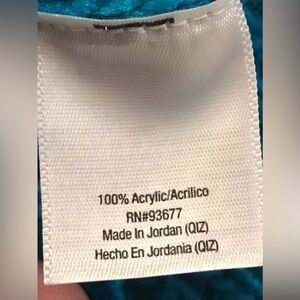 100% Acrylic/Acrilico
RN#93677
Made In Jordan (QIZ)
Hecho En Jordania (QIZ)